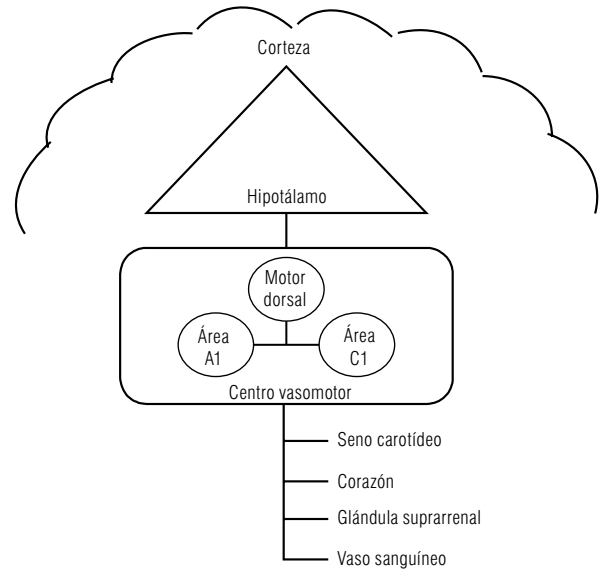 Corteza
Hipotálamo
Motor
dorsal
Área
A1
Área
C1
Centro vasomotor
Seno carotídeo
Corazón
Glándula suprarrenal
Vaso sanguíneo